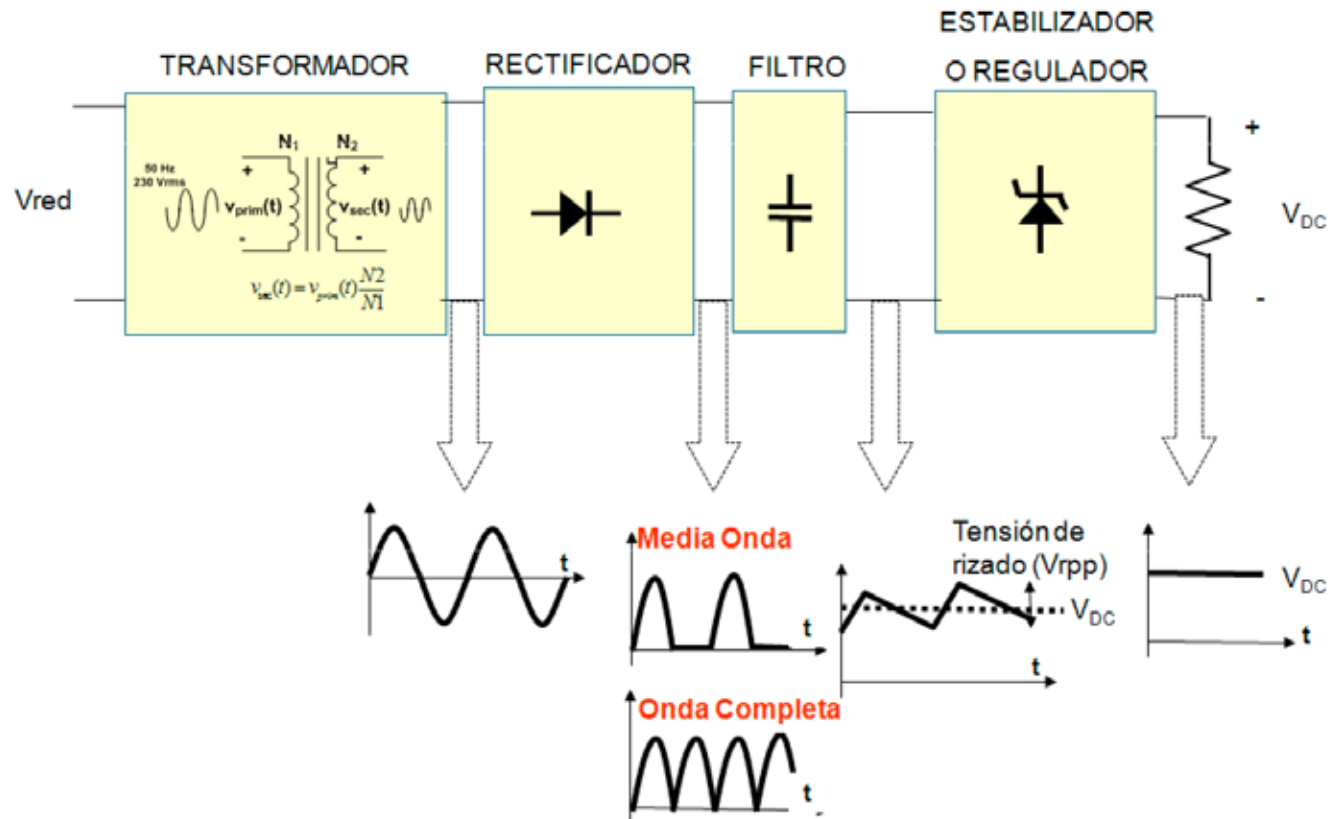 TRANSFORMADOR
RECTIFICADOR
FILTRO
ESTABILIZADOR
O REGULADOR
Vred
50 Hz
230 Vrms
N1 N2
+ +
vprim(t) vsec(t)
- -
vsec(t) = vprim(t) N2/N1
+
VDC
-
t
Media Onda
t
Onda Completa
t
Tensión de
rizado (Vrpp)
VDC
t
VDC
t